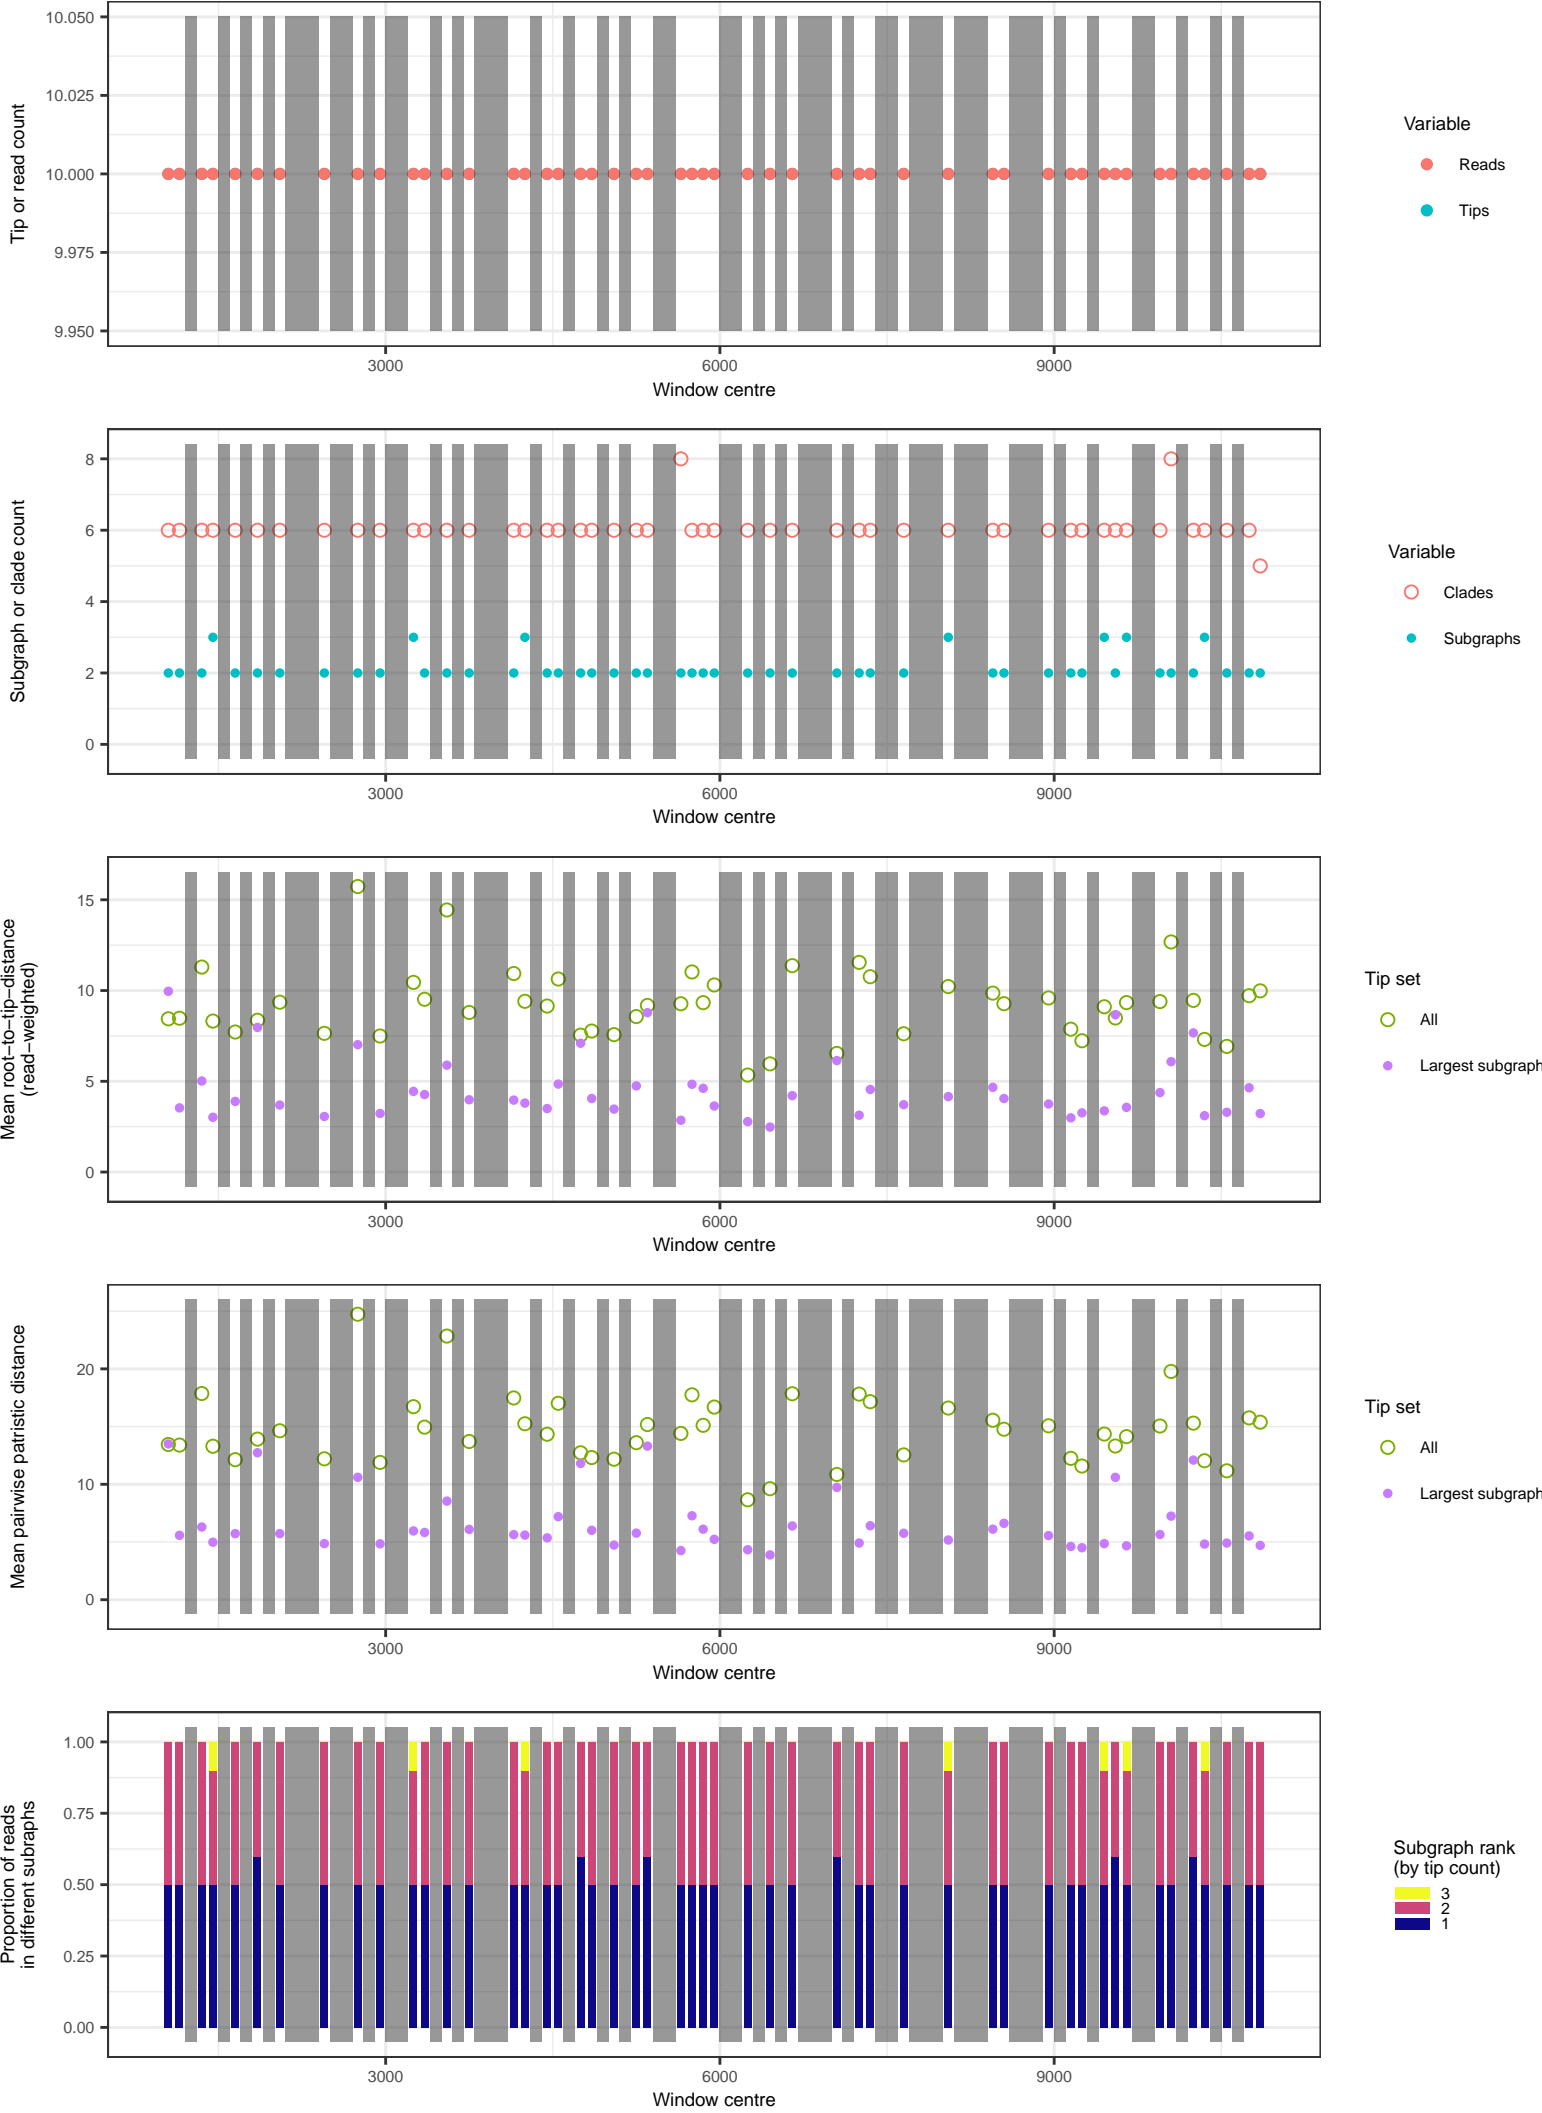 10.050
10.025
10.000
9.975
9.950
Tip or read count
3000
6000
9000
Window centre
Variable
Reads
Tips
8
6
4
2
0
Subgraph or clade count
3000
6000
9000
Window centre
Variable
Clades
Subgraphs
15
10
5
0
Mean root−to−tip−distance
(read−weighted)
3000
6000
9000
Window centre
Tip set
All
Largest subgraph
20
10
0
Mean pairwise patristic distance
3000
6000
9000
Window centre
Tip set
All
Largest subgraph
1.00
0.75
0.50
0.25
0.00
Proportion of reads
in different subraphs
3000
6000
9000
Window centre
Subgraph rank
(by tip count)
3
2
1